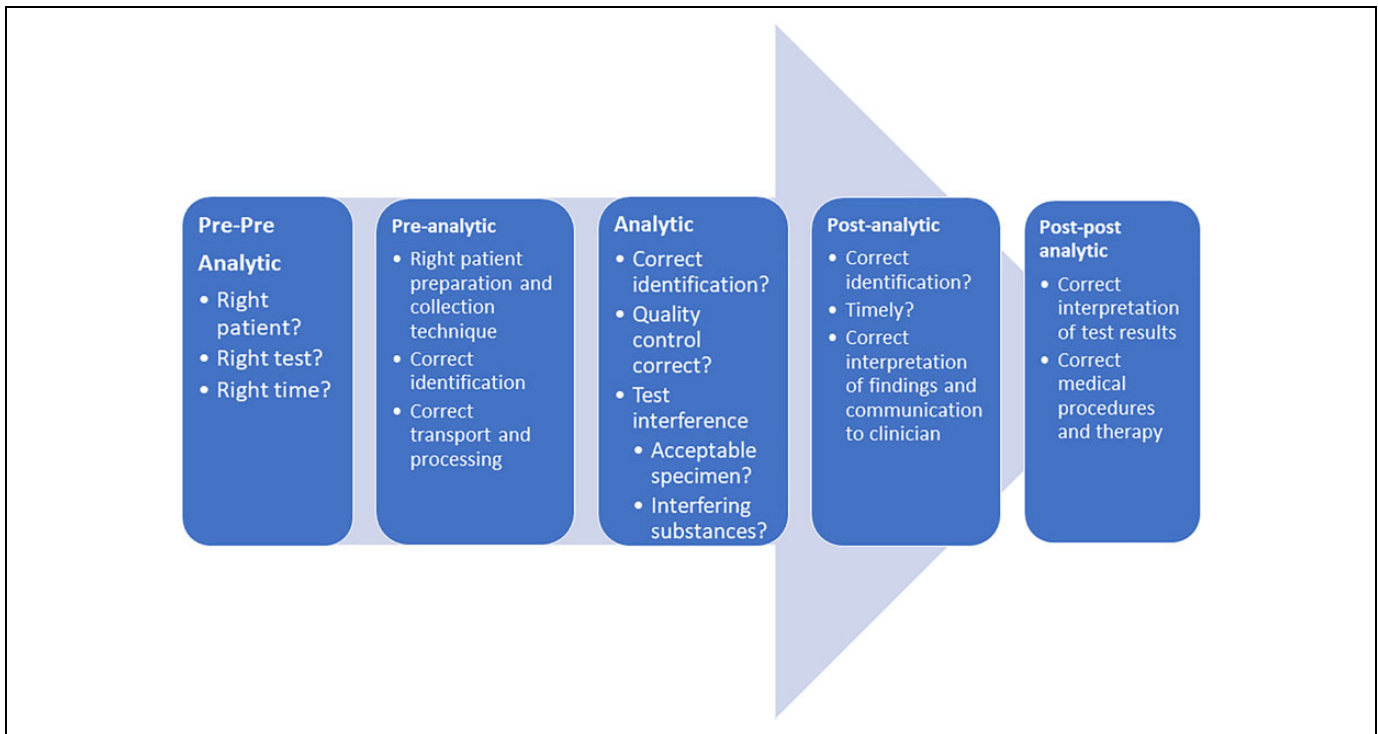 Pre-Pre
Analytic
• Right
patient?
• Right test?
• Right time?
Pre-analytic
• Right patient
preparation and
collection
technique
• Correct
identification
• Correct
transport and
processing
Analytic
• Correct
identification?
• Quality
control
correct?
• Test
interference
• Acceptable
specimen?
• Interfering
substances?
Post-analytic
• Correct
identification?
• Timely?
• Correct
interpretation
of findings and
communication
to clinician
Post-post
analytic
• Correct
interpretation
of test results
• Correct
medical
procedures
and therapy